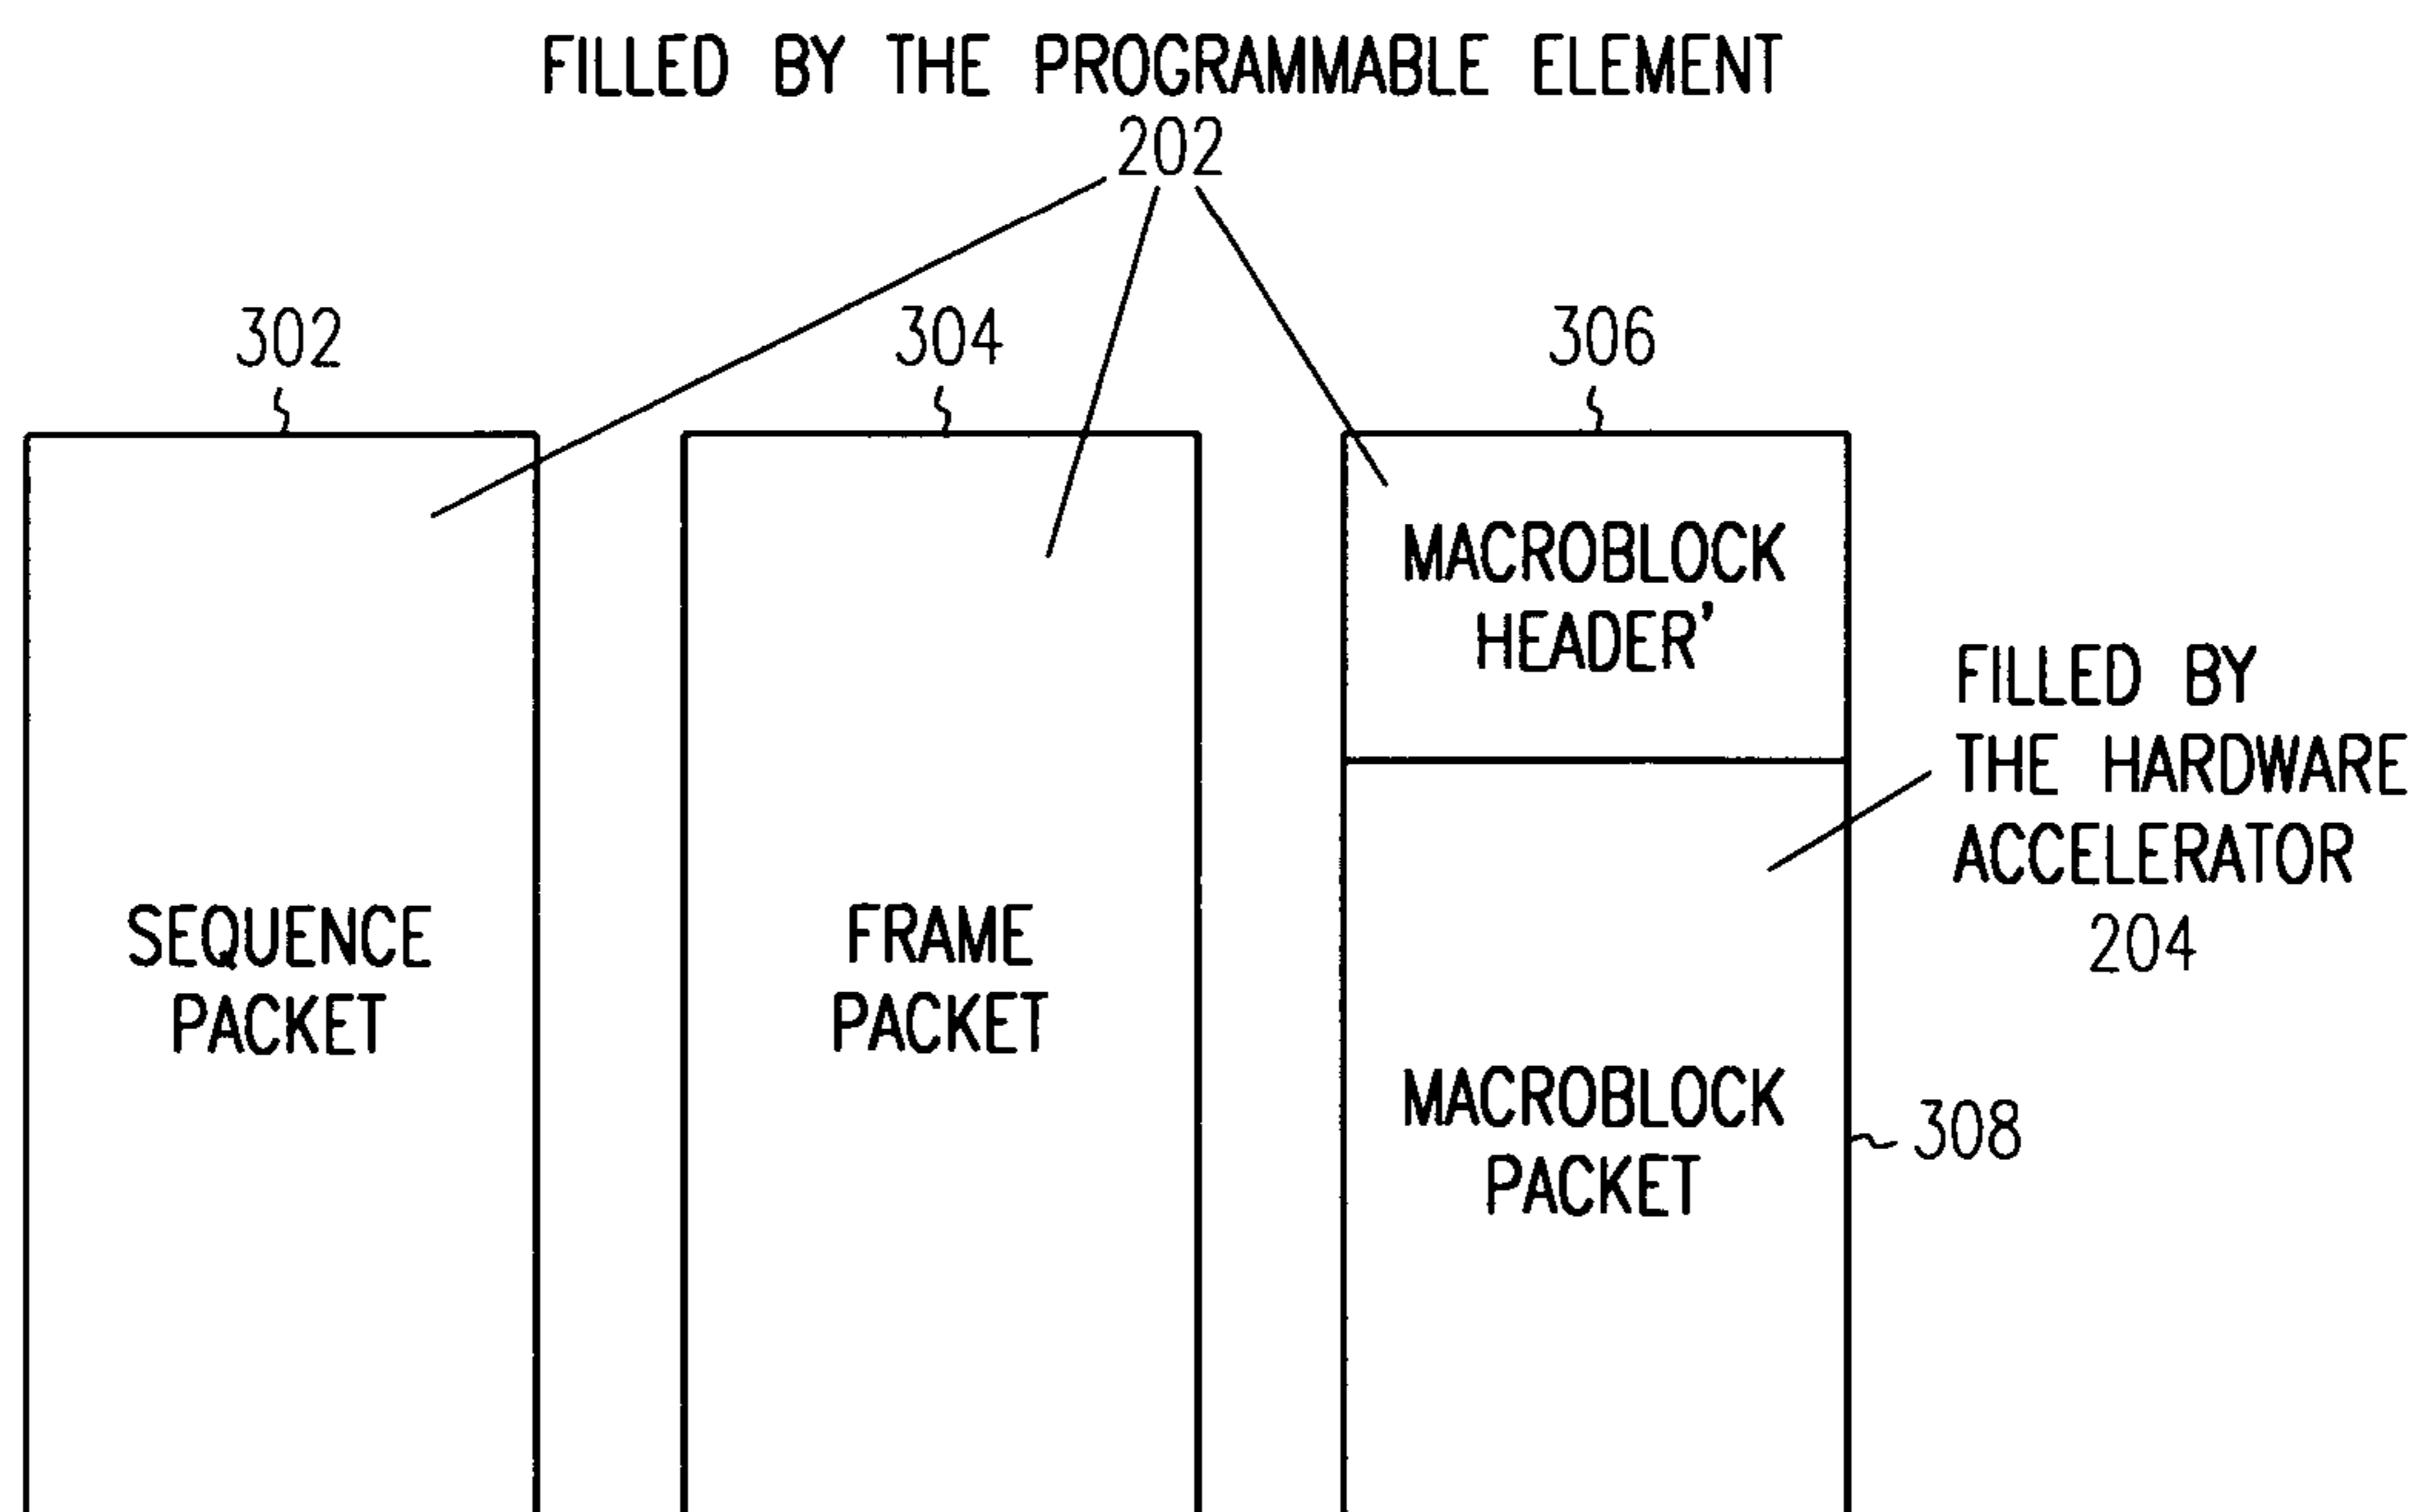 FILLED BY THE PROGRAMMABLE ELEMENT
202
302
304
306
MACROBLOCK
HEADER'
FILLED BY
THE HARDWARE
ACCELERATOR
204
SEQUENCE
PACKET
FRAME
PACKET
MACROBLOCK
PACKET
308